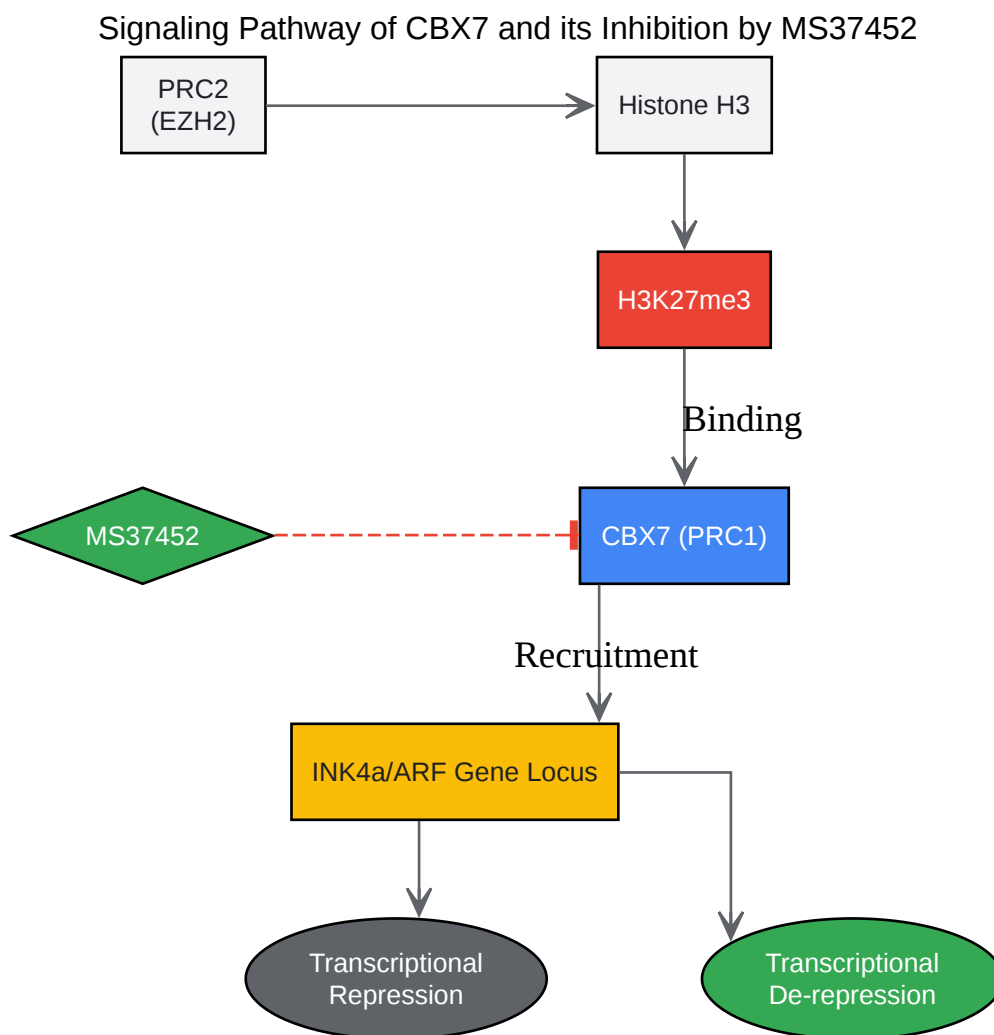 Signaling Pathway of CBX7 and its Inhibition by MS37452
PRC2
(EZH2)
Histone H3
H3K27me3
Binding
MS37452
CBX7 (PRC1)
Recruitment
INK4a/ARF Gene Locus
Transcriptional
Repression
Transcriptional
De-repression